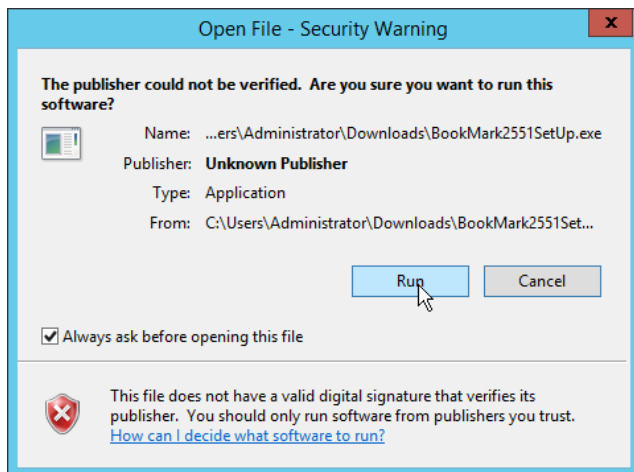 Open File - Security Warning
x
The publisher could not be verified.  Are you sure you want to run this
software?
Name: ...ers\Administrator\Downloads\BookMark2551SetUp.exe
Publisher: Unknown Publisher
Type: Application
From: C:\Users\Administrator\Downloads\BookMark2551Set...
Run Cancel
Always ask before opening this file
This file does not have a valid digital signature that verifies its
publisher.  You should only run software from publishers you trust.
How can I decide what software to run?